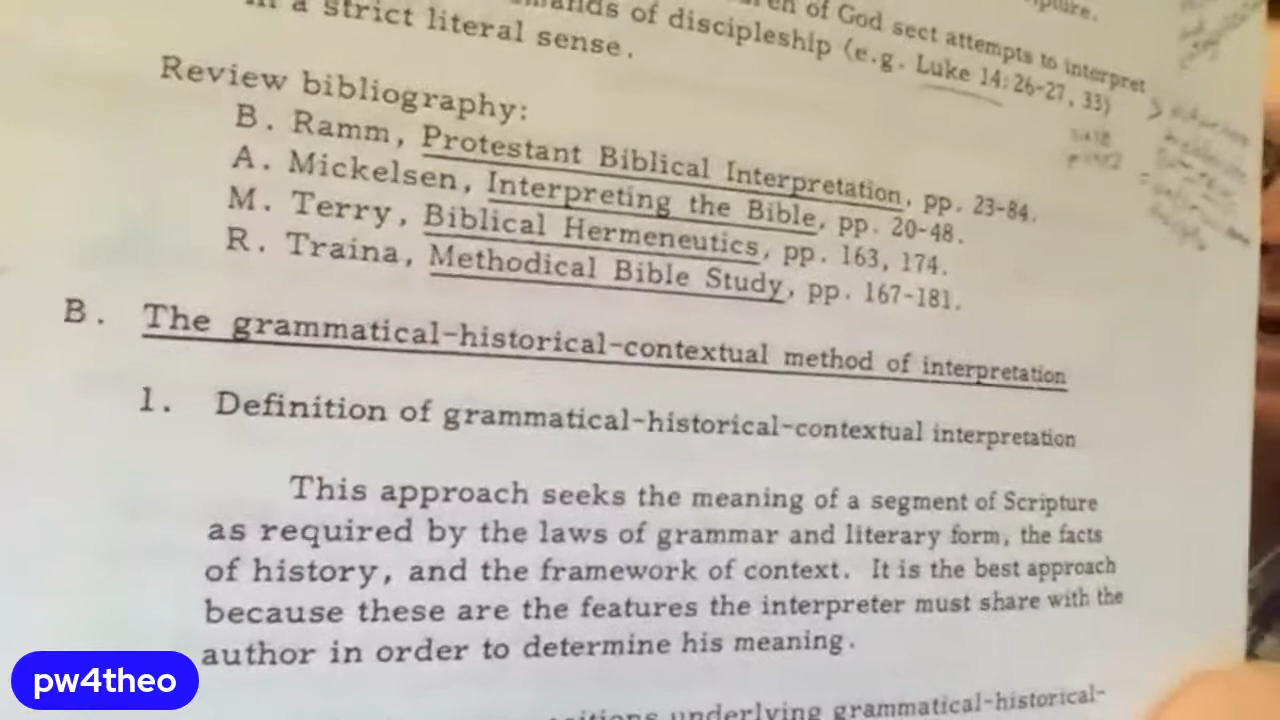 of God sect attempts to interpret
of discipleship (e.g. Luke 14:26-27, 33)
a strict literal sense.
Review bibliography:
B. Ramm, Protestant Biblical Interpretation, pp. 23-84.
A. Mickelsen, Interpreting the Bible, pp. 20-48.
M. Terry, Biblical Hermeneutics, pp. 163, 174.
R. Traina, Methodical Bible Study, pp. 167-181.
B. The grammatical-historical-contextual method of interpretation
1. Definition of grammatical-historical-contextual interpretation
This approach seeks the meaning of a segment of Scripture
as required by the laws of grammar and literary form, the facts
of history, and the framework of context. It is the best approach
because these are the features the interpreter must share with the
author in order to determine his meaning.
underlying grammatical-historical-
pw4theo